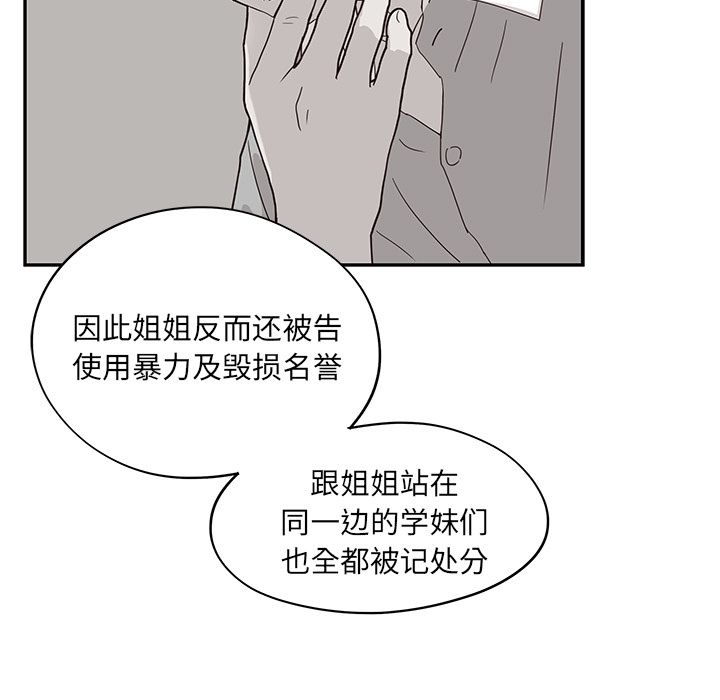 因此姐姐反而还被告
使用暴力及毁损名誉
跟姐姐站在
同一边的学妹们
也全都被记处分